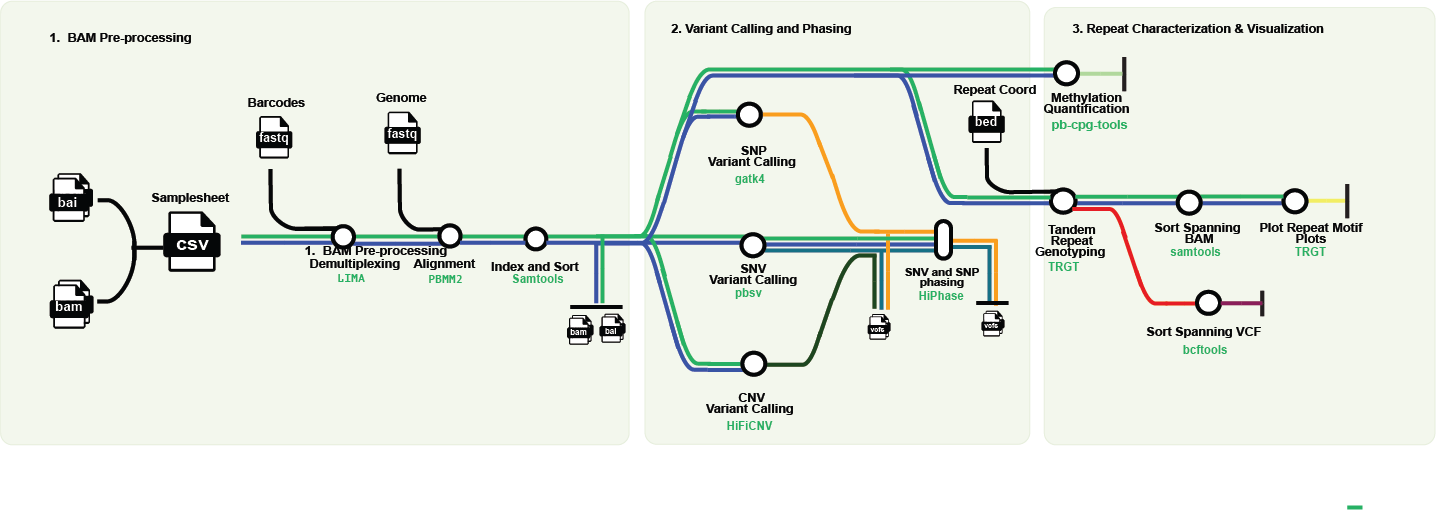 1. BAM Pre-processing
Barcodes
fastq
Genome
fastq
bai
bam
Samplesheet
CSV
1. BAM Pre-processing
Demultiplexing
LIMA
Alignment
PBMM2
Index and Sort
Samtools
bam
bai
2. Variant Calling and Phasing
SNP
Variant Calling
gatk4
SNV
Variant Calling
pbsv
CNV
Variant Calling
HiFiCNV
vcfs
SNV and SNP
phasing
HiPhase
vcfs
Repeat Coord
bed
3. Repeat Characterization & Visualization
Methylation
Quantification
pb-cpg-tools
Tandem
Repeat
Genotyping
TRGT
Sort Spanning
BAM
samtools
Plot Repeat Motif
Plots
TRGT
Sort Spanning VCF
bcftools